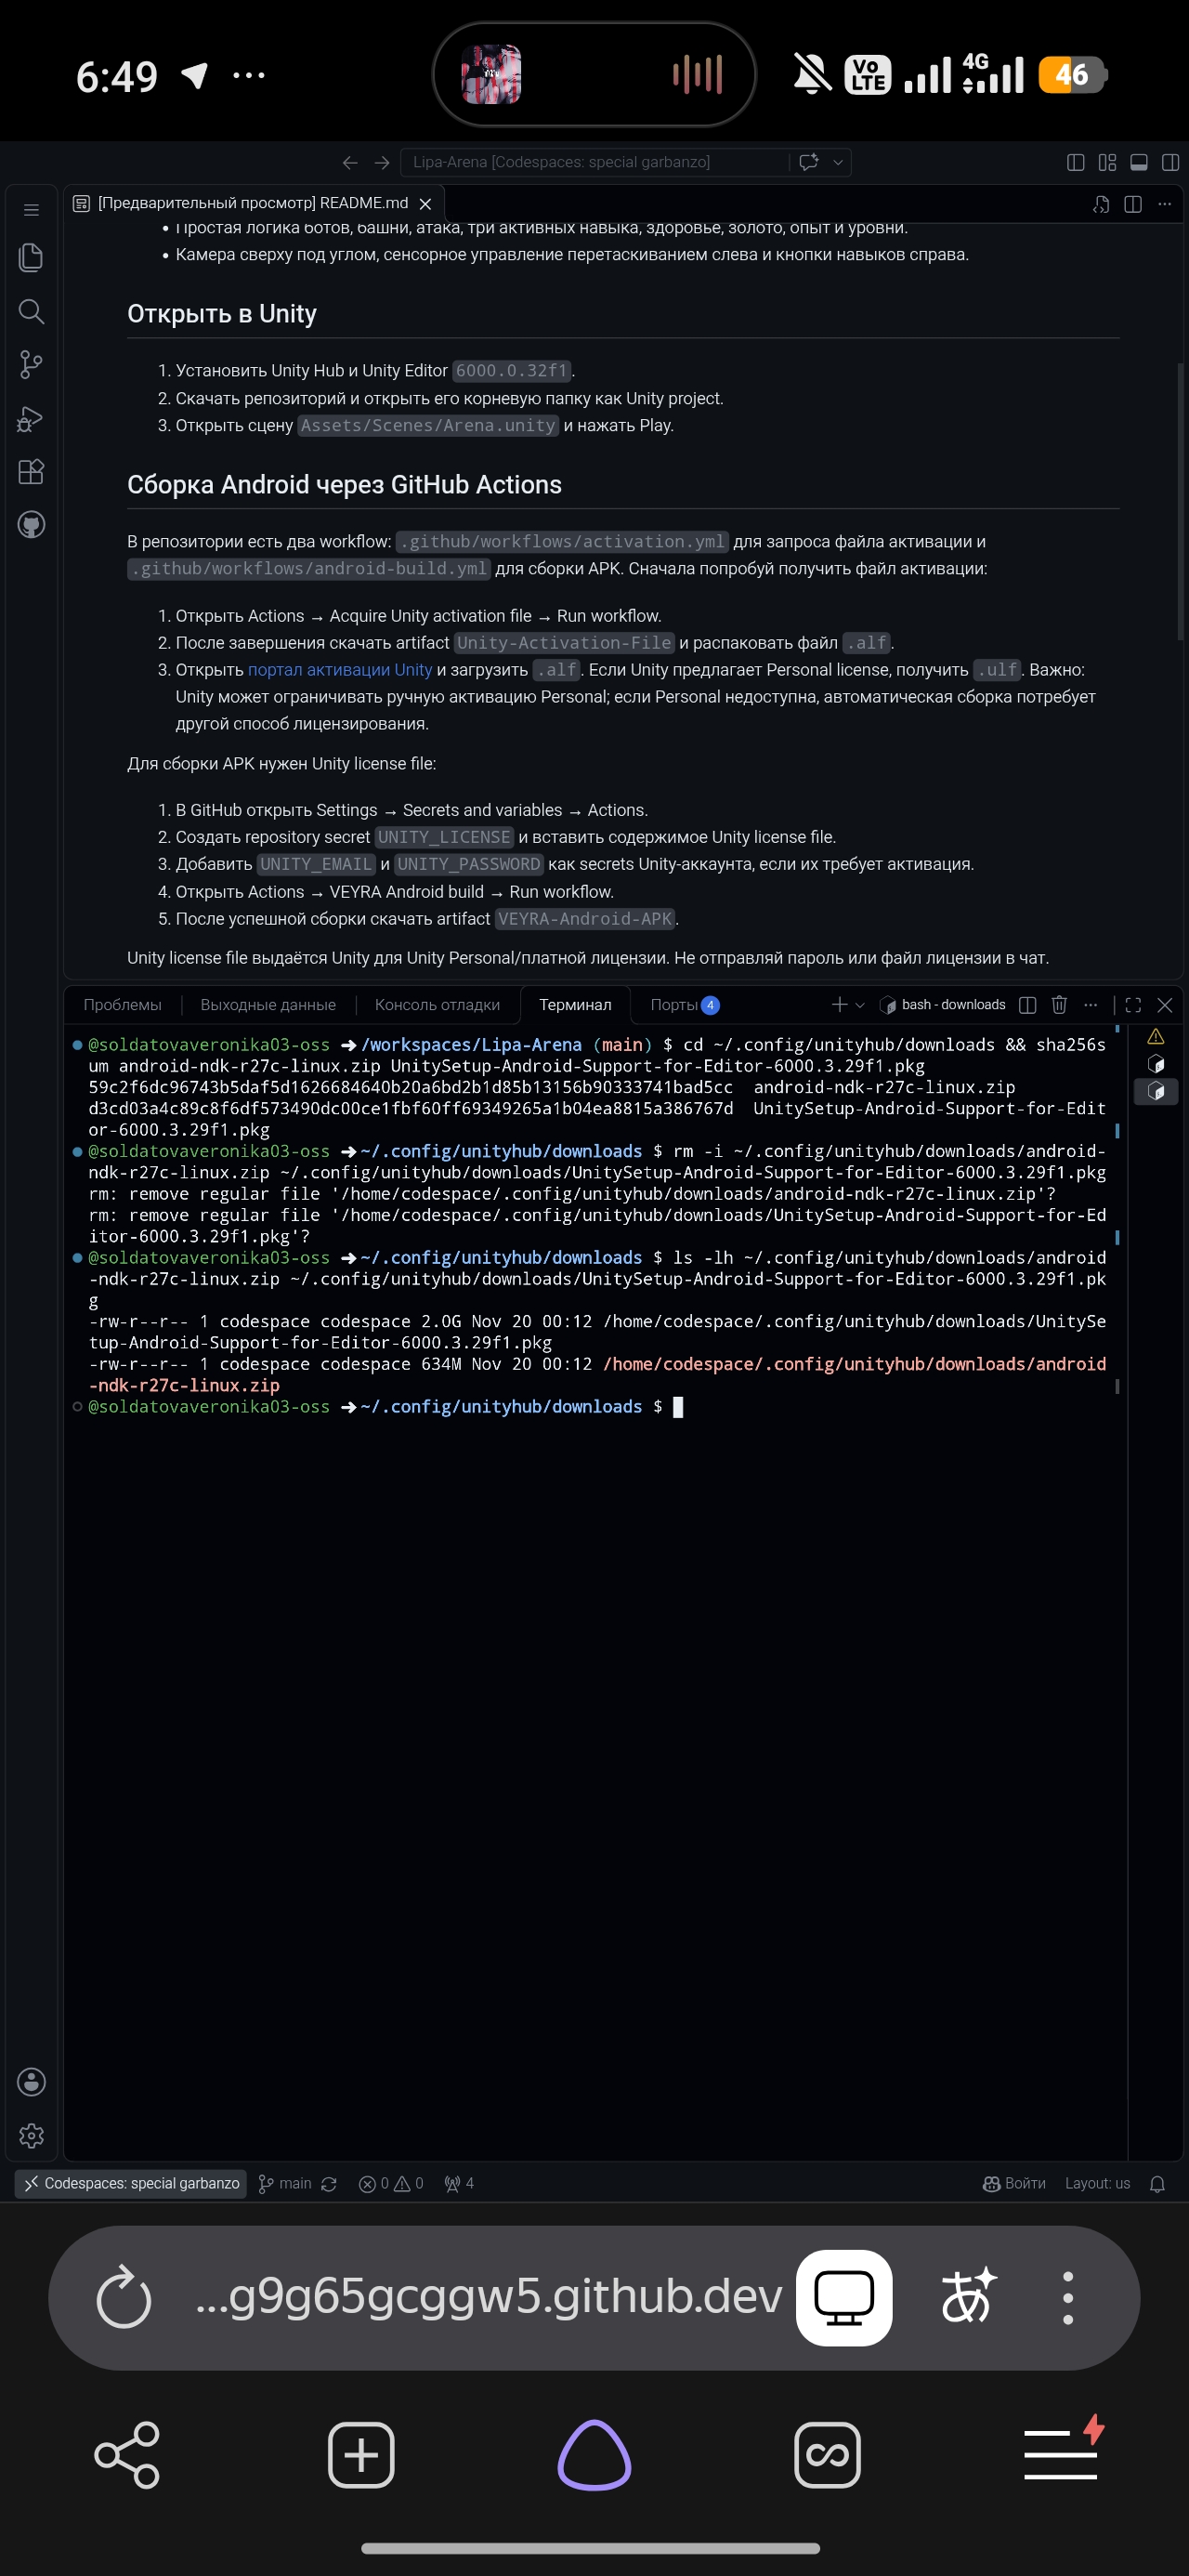 6:49
Vo LTE
4G
46
Lipa-Arena [Codespaces: special garbanzo]
[Предварительный просмотр] README.md
• Простая логика ботов, башни, атака, три активных навыка, здоровье, золото, опыт и уровни.
• Камера сверху под углом, сенсорное управление перетаскиванием слева и кнопки навыков справа.
Открыть в Unity
1. Установить Unity Hub и Unity Editor 6000.0.32f1.
2. Скачать репозиторий и открыть его корневую папку как Unity project.
3. Открыть сцену Assets/Scenes/Arena.unity и нажать Play.
Сборка Android через GitHub Actions
В репозитории есть два workflow: .github/workflows/activation.yml для запроса файла активации и
.github/workflows/android-build.yml для сборки APK. Сначала попробуй получить файл активации:
1. Открыть Actions → Acquire Unity activation file → Run workflow.
2. После завершения скачать artifact Unity-Activation-File и распаковать файл .alf.
3. Открыть портал активации Unity и загрузить .alf. Если Unity предлагает Personal license, получить .ulf. Важно:
Unity может ограничивать ручную активацию Personal; если Personal недоступна, автоматическая сборка потребует
другой способ лицензирования.
Для сборки APK нужен Unity license file:
1. В GitHub открыть Settings → Secrets and variables → Actions.
2. Создать repository secret UNITY_LICENSE и вставить содержимое Unity license file.
3. Добавить UNITY_EMAIL и UNITY_PASSWORD как secrets Unity-аккаунта, если их требует активация.
4. Открыть Actions → VEYRA Android build → Run workflow.
5. После успешной сборки скачать artifact VEYRA-Android-APK.
Unity license file выдаётся Unity для Unity Personal/платной лицензии. Не отправляй пароль или файл лицензии в чат.
Проблемы | Выходные данные | Консоль отладки Терминал Порты 4 bash - downloads
@soldatovaveronika03-oss ➜ /workspaces/Lipa-Arena (main) $ cd ~/.config/unityhub/downloads && sha256s
um android-ndk-r27c-linux.zip UnitySetup-Android-Support-for-Editor-6000.3.29f1.pkg
59c2f6dc96743b5daf5d1626684640b20a6bd2b1d85b13156b90333741bad5cc  android-ndk-r27c-linux.zip
d3cd03a4c89c8f6df573490dc00ce1fbf60ff69349265a1b04ea8815a386767d  UnitySetup-Android-Support-for-Edit
or-6000.3.29f1.pkg
@soldatovaveronika03-oss ➜ ~/.config/unityhub/downloads $ rm -i ~/.config/unityhub/downloads/android-
ndk-r27c-linux.zip ~/.config/unityhub/downloads/UnitySetup-Android-Support-for-Editor-6000.3.29f1.pkg
rm: remove regular file '/home/codespace/.config/unityhub/downloads/android-ndk-r27c-linux.zip'?
rm: remove regular file '/home/codespace/.config/unityhub/downloads/UnitySetup-Android-Support-for-Ed
itor-6000.3.29f1.pkg'?
@soldatovaveronika03-oss ➜ ~/.config/unityhub/downloads $ ls -lh ~/.config/unityhub/downloads/android
-ndk-r27c-linux.zip ~/.config/unityhub/downloads/UnitySetup-Android-Support-for-Editor-6000.3.29f1.pk
g
-rw-r--r-- 1 codespace codespace 2.0G Nov 20 00:12 /home/codespace/.config/unityhub/downloads/UnitySe
tup-Android-Support-for-Editor-6000.3.29f1.pkg
-rw-r--r-- 1 codespace codespace 634M Nov 20 00:12 /home/codespace/.config/unityhub/downloads/android
-ndk-r27c-linux.zip
@soldatovaveronika03-oss ➜ ~/.config/unityhub/downloads $
Codespaces: special garbanzo main 0 0 4 Войти Layout: us
...g9g65gcggw5.github.dev
あ